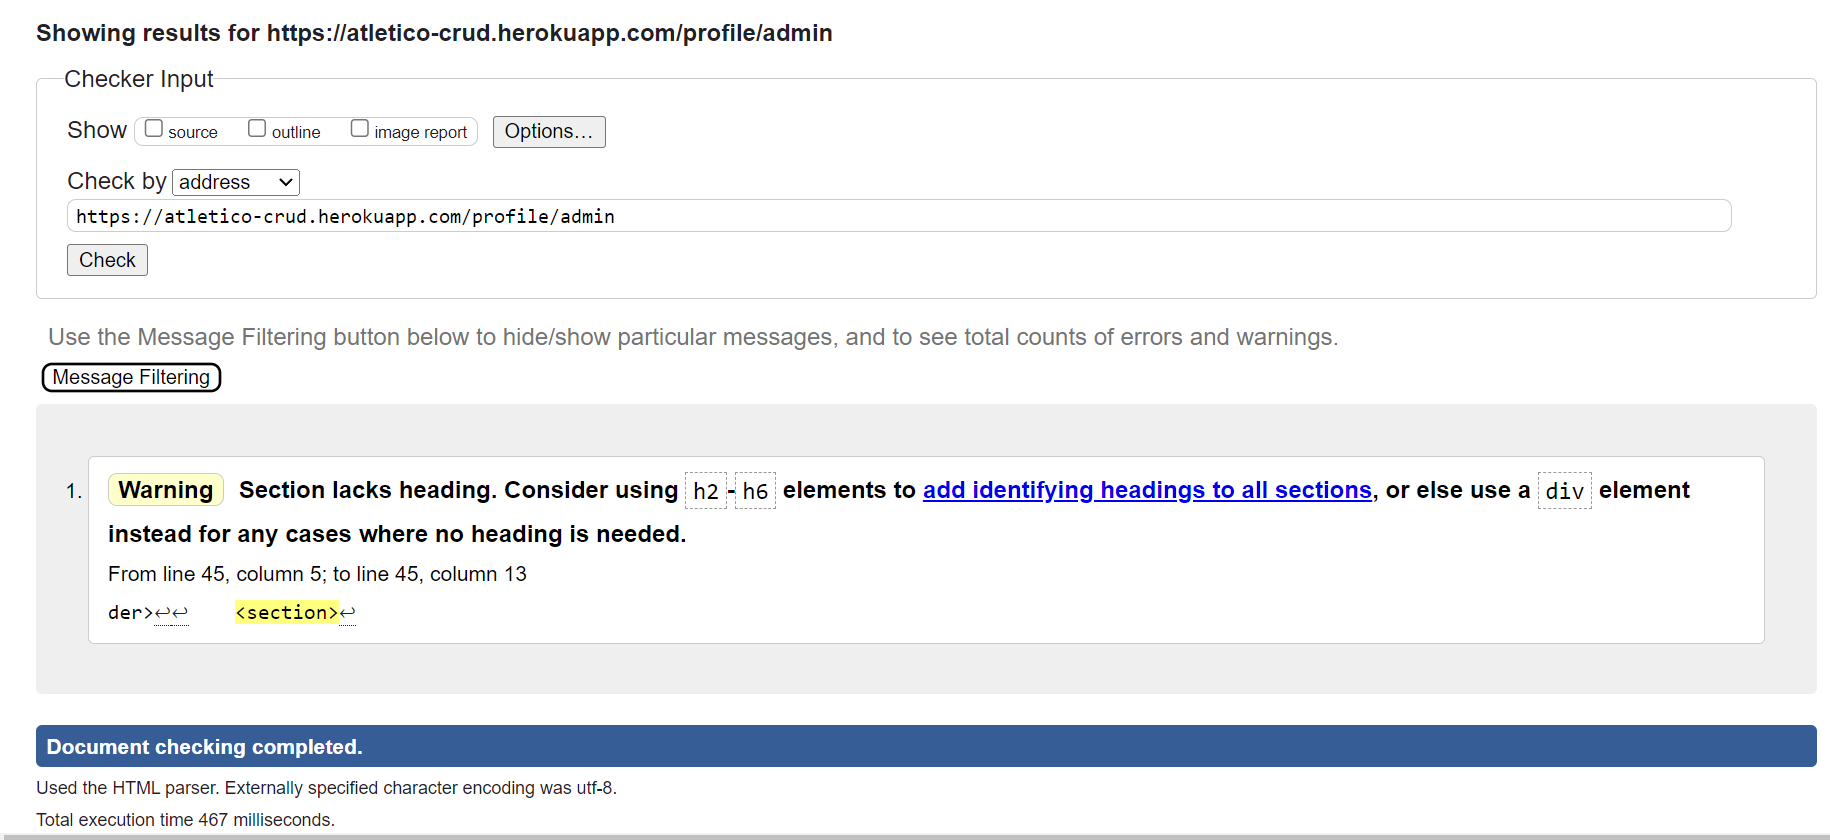 Showing results for https://atletico-crud.herokuapp.com/profile/admin
Checker Input
Show source outline image report Options...
Check by address
https://atletico-crud.herokuapp.com/profile/admin
Check
Use the Message Filtering button below to hide/show particular messages, and to see total counts of errors and warnings.
Message Filtering
1. Warning Section lacks heading. Consider using h2-h6 elements to add identifying headings to all sections, or else use a div element
instead for any cases where no heading is needed.
From line 45, column 5; to line 45, column 13
der>↩↩ <section>↩
Document checking completed.
Used the HTML parser. Externally specified character encoding was utf-8.
Total execution time 467 milliseconds.